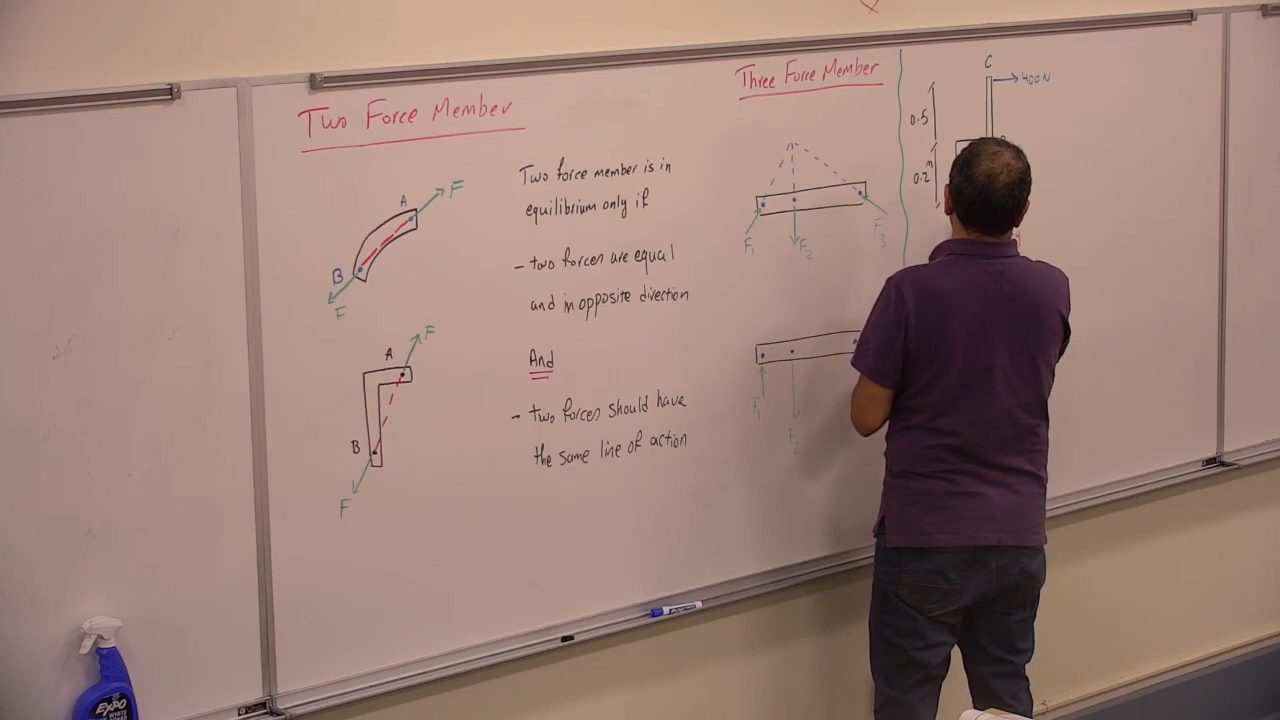 Two Force Member
A
F
B
F
F
A
B
F
Two force member is in
equilibrium only if
- two forces are equal
and in opposite direction
And
- two forces should have
the same line of action
Three Force Member
F1
F2
F3
F1
F2
C
400 N
0.5
m
0.2
EXPO